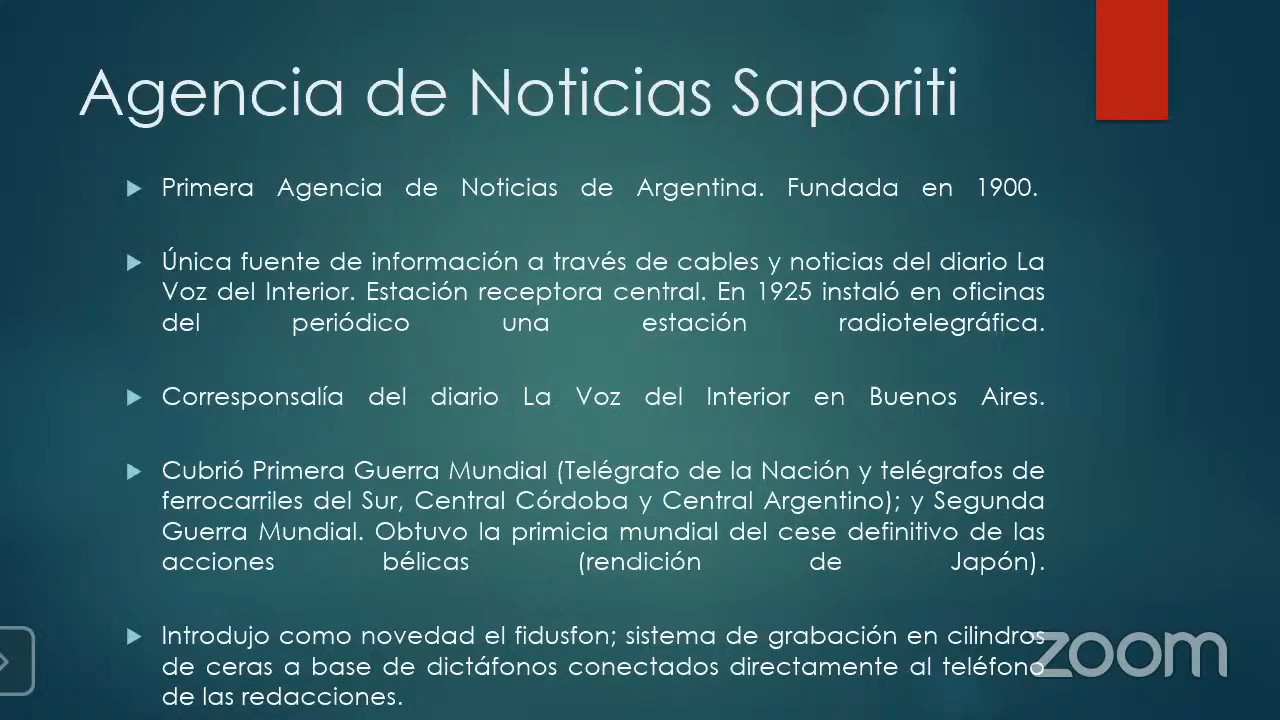 Agencia de Noticias Saporiti
Primera Agencia de Noticias de Argentina. Fundada en 1900.
Única fuente de información a través de cables y noticias del diario La
Voz del Interior. Estación receptora central. En 1925 instaló en oficinas
del periódico una estación radiotelegráfica.
Corresponsalía del diario La Voz del Interior en Buenos Aires.
Cubrió Primera Guerra Mundial (Telégrafo de la Nación y telégrafos de
ferrocarriles del Sur, Central Córdoba y Central Argentino); y Segunda
Guerra Mundial. Obtuvo la primicia mundial del cese definitivo de las
acciones bélicas (rendición de Japón).
Introdujo como novedad el fidusfon; sistema de grabación en cilindros
de ceras a base de dictáfonos conectados directamente al teléfono
de las redacciones.
zoom